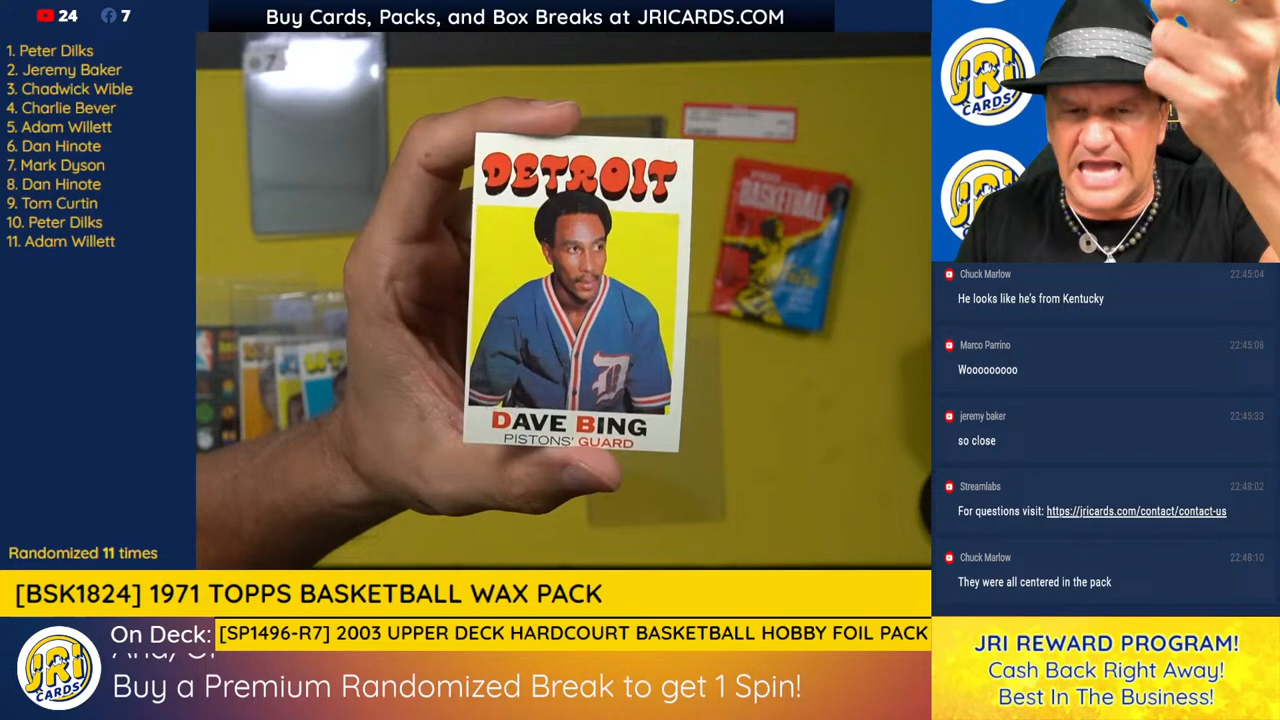 24
7
Buy Cards, Packs, and Box Breaks at JRICARDS.COM
1. Peter Dilks
2. Jeremy Baker
3. Chadwick Wible
4. Charlie Bever
5. Adam Willett
6. Dan Hinote
7. Mark Dyson
8. Dan Hinote
9. Tom Curtin
10. Peter Dilks
11. Adam Willett
Randomized 11 times
DETROIT
D
DAVE BING
PISTONS' GUARD
BASKETBALL
JRI
CARDS
JRI
Chuck Marlow 22:45:04
He looks like he's from Kentucky
Marco Parrino 22:45:08
Wooooooooo
jeremy baker 22:45:33
so close
Streamlabs 22:48:02
For questions visit: https://jricards.com/contact/contact-us
Chuck Marlow 22:48:10
They were all centered in the pack
[BSK1824] 1971 TOPPS BASKETBALL WAX PACK
On Deck: [SP1496-R7] 2003 UPPER DECK HARDCOURT BASKETBALL HOBBY FOIL PACK
JRI
CARDS
Buy a Premium Randomized Break to get 1 Spin!
JRI REWARD PROGRAM!
Cash Back Right Away!
Best In The Business!